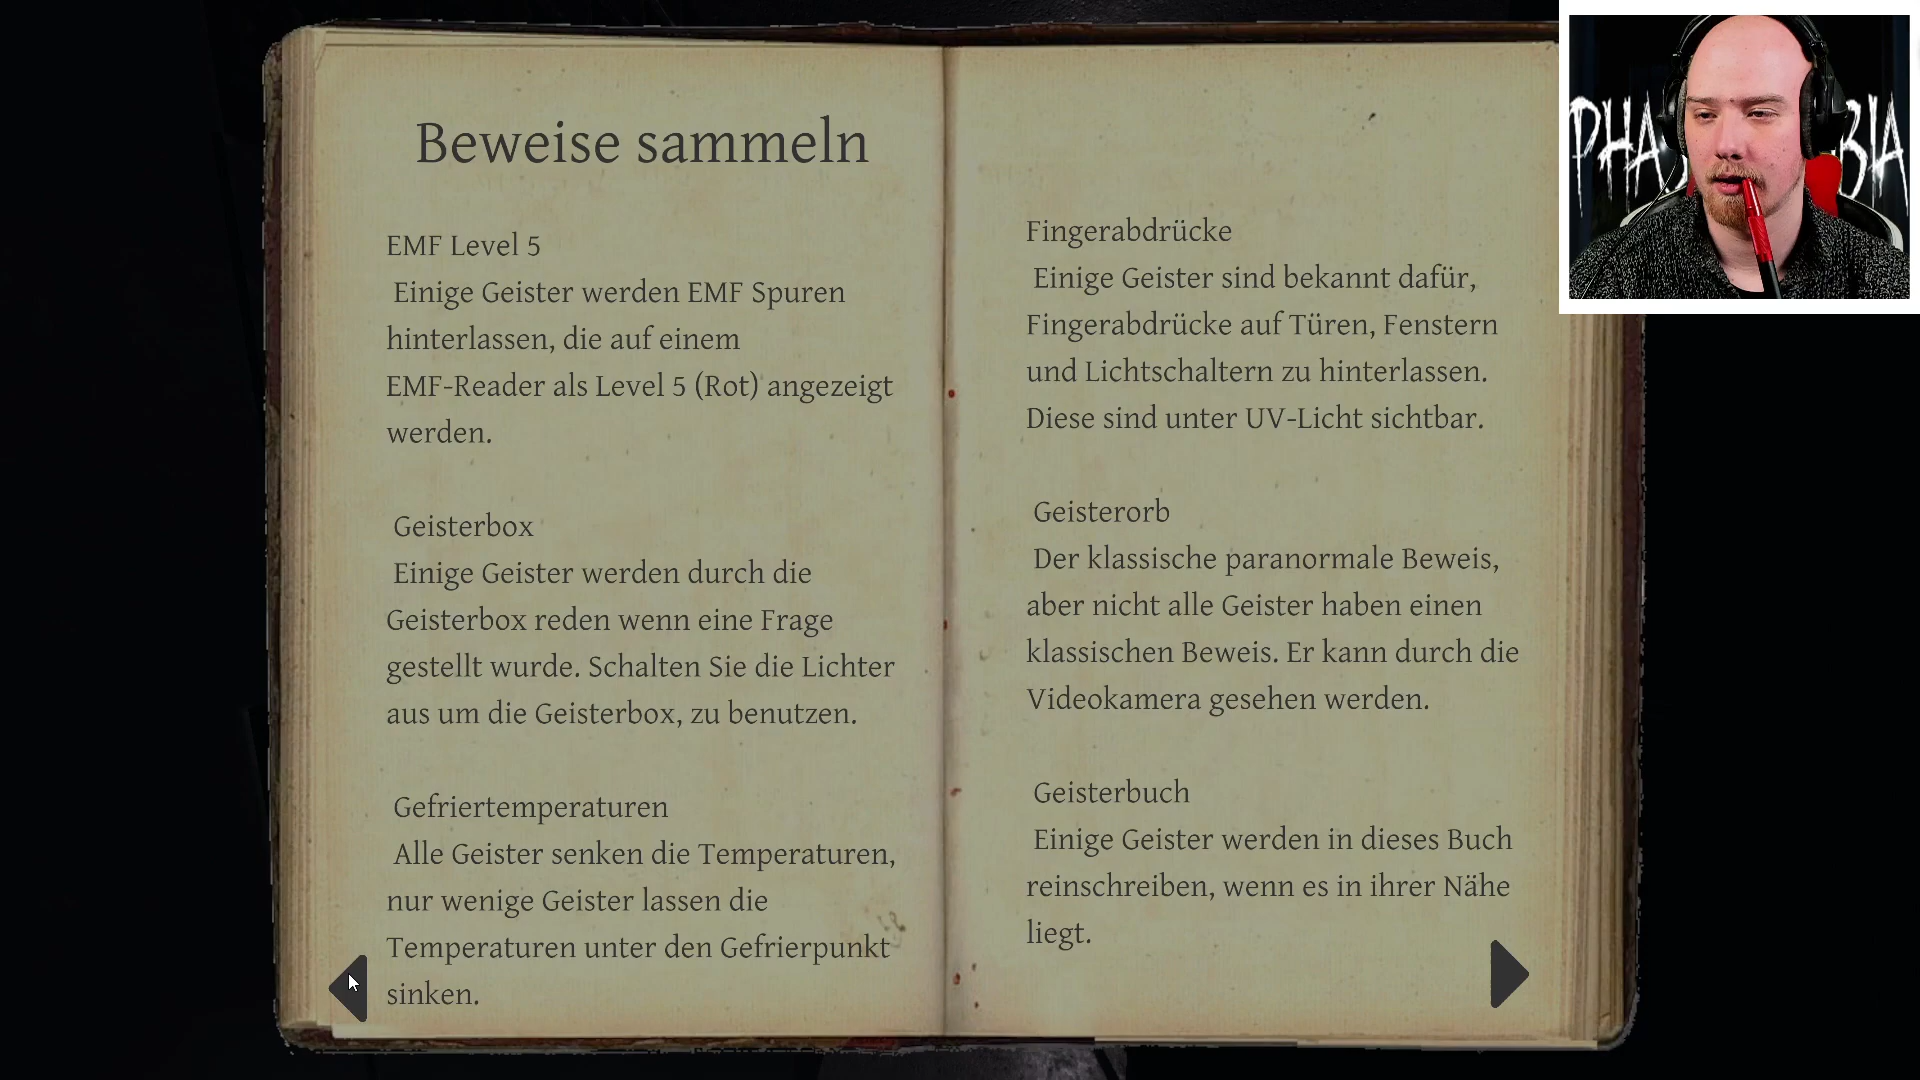 Beweise sammeln
EMF Level 5
Einige Geister werden EMF Spuren
hinterlassen, die auf einem
EMF-Reader als Level 5 (Rot) angezeigt
werden.
Geisterbox
Einige Geister werden durch die
Geisterbox reden wenn eine Frage
gestellt wurde. Schalten Sie die Lichter
aus um die Geisterbox, zu benutzen.
Gefriertemperaturen
Alle Geister senken die Temperaturen,
nur wenige Geister lassen die
Temperaturen unter den Gefrierpunkt
sinken.
Fingerabdrücke
Einige Geister sind bekannt dafür,
Fingerabdrücke auf Türen, Fenstern
und Lichtschaltern zu hinterlassen.
Diese sind unter UV-Licht sichtbar.
Geisterorb
Der klassische paranormale Beweis,
aber nicht alle Geister haben einen
klassischen Beweis. Er kann durch die
Videokamera gesehen werden.
Geisterbuch
Einige Geister werden in dieses Buch
reinschreiben, wenn es in ihrer Nähe
liegt.